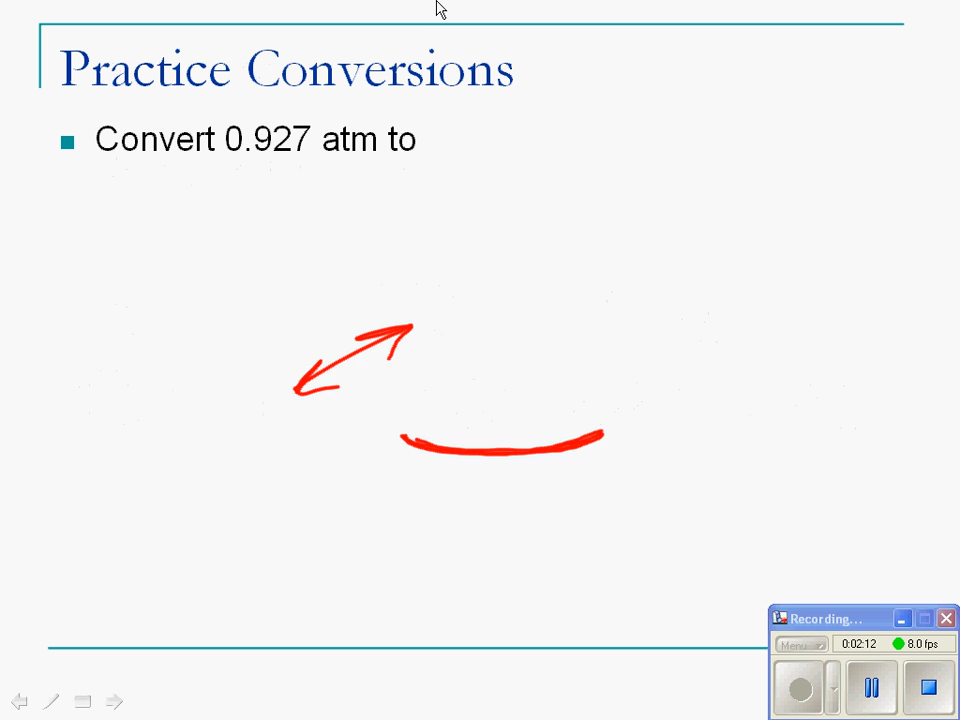 Practice Conversions
Convert 0.927 atm to
Recording...
Menu
0:02:12
8.0 fps